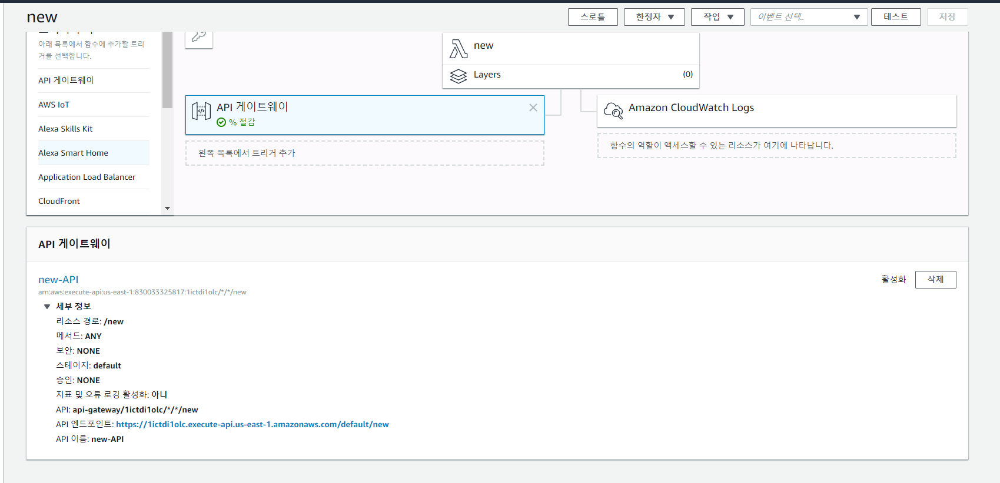 new
스로틀
한정자
작업
이벤트 선택..
테스트
저장
아래 목록에서 함수에 추가할 트리
거를 선택합니다.
API 게이트웨이
AWS IoT
Alexa Skills Kit
Alexa Smart Home
Application Load Balancer
CloudFront
new
Layers
(0)
API 게이트웨이
% 절감
왼쪽 목록에서 트리거 추가
Amazon CloudWatch Logs
함수의 역할이 액세스할 수 있는 리소스가 여기에 나타납니다.
API 게이트웨이
new-API
활성화
삭제
arn:aws:execute-api:us-east-1:830033325817:1ictdi1olc/*/*/new
세부 정보
리소스 경로: /new
메서드: ANY
보안: NONE
스테이지: default
승인: NONE
지표 및 오류 로깅 활성화: 아니
API: api-gateway/1ictdi1olc/*/*/new
API 엔드포인트: https://1ictdi1olc.execute-api.us-east-1.amazonaws.com/default/new
API 이름: new-API